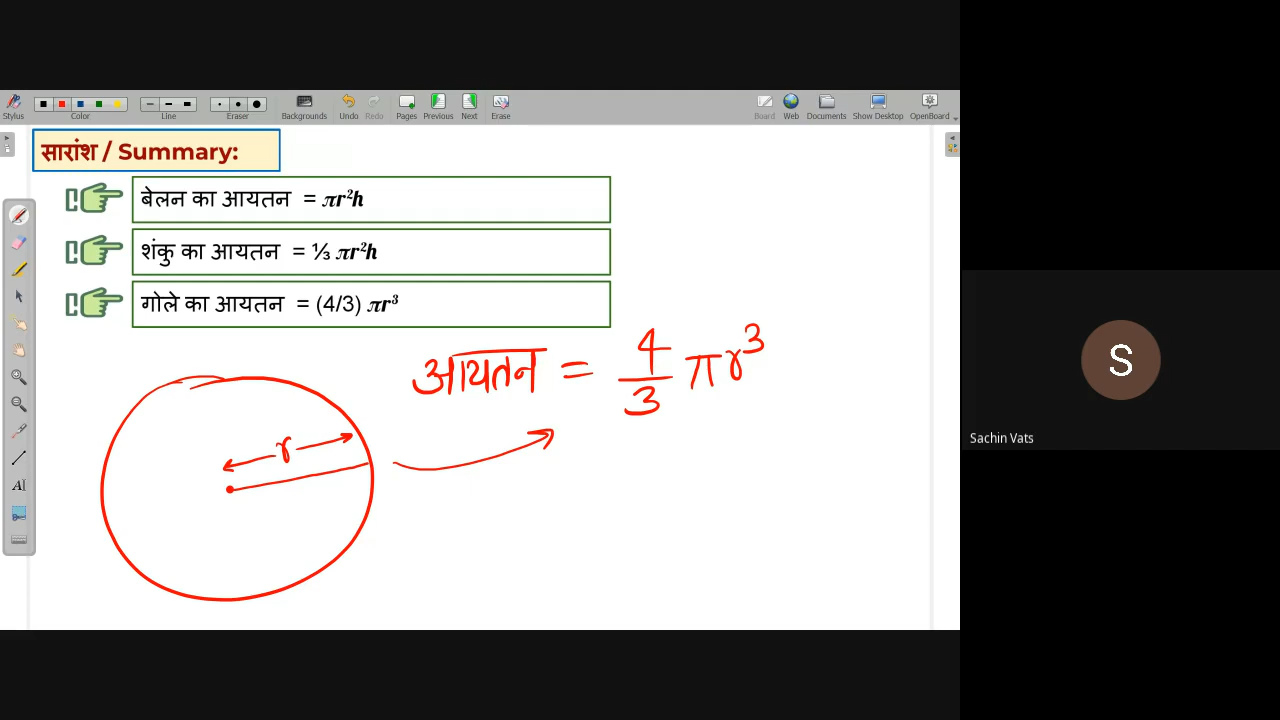 Stylus
Color
Line
Eraser
Backgrounds
Undo
Redo
Pages
Previous
Next
Erase
Board
Web
Documents
Show Desktop
OpenBoard
सारांश / Summary:
बेलन का आयतन = πr²h
शंकु का आयतन = ⅓ πr²h
गोले का आयतन = (4/3) πr³
आयतन = 4/3 πr³
r
AI
S
Sachin Vats